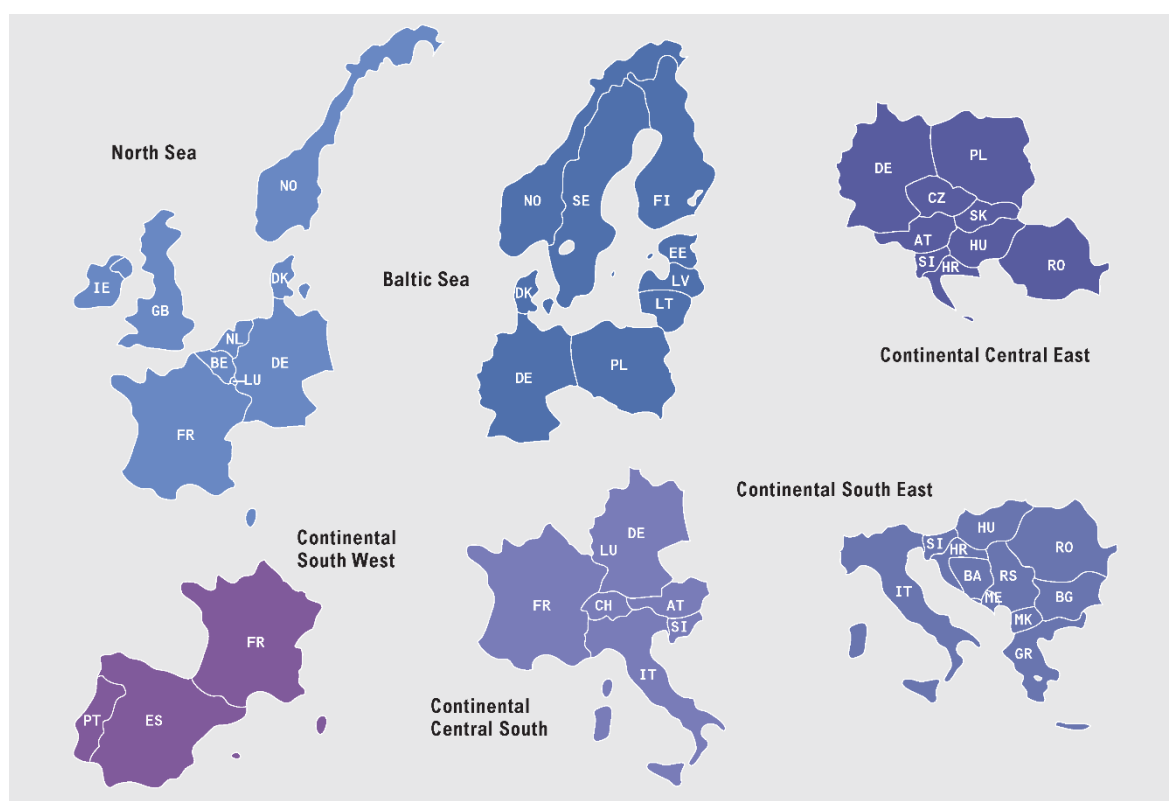 North Sea
NO
IE
GB
DK
NL
BE
DE
LU
FR
Baltic Sea
NO
SE
FI
EE
LV
LT
DK
DE
PL
Continental Central East
DE
PL
CZ
SK
AT
HU
SI
HR
RO
Continental
South West
FR
PT
ES
Continental
Central South
DE
LU
FR
CH
AT
SI
IT
Continental South East
HU
SI
HR
RO
IT
BA
RS
ME
BG
MK
GR